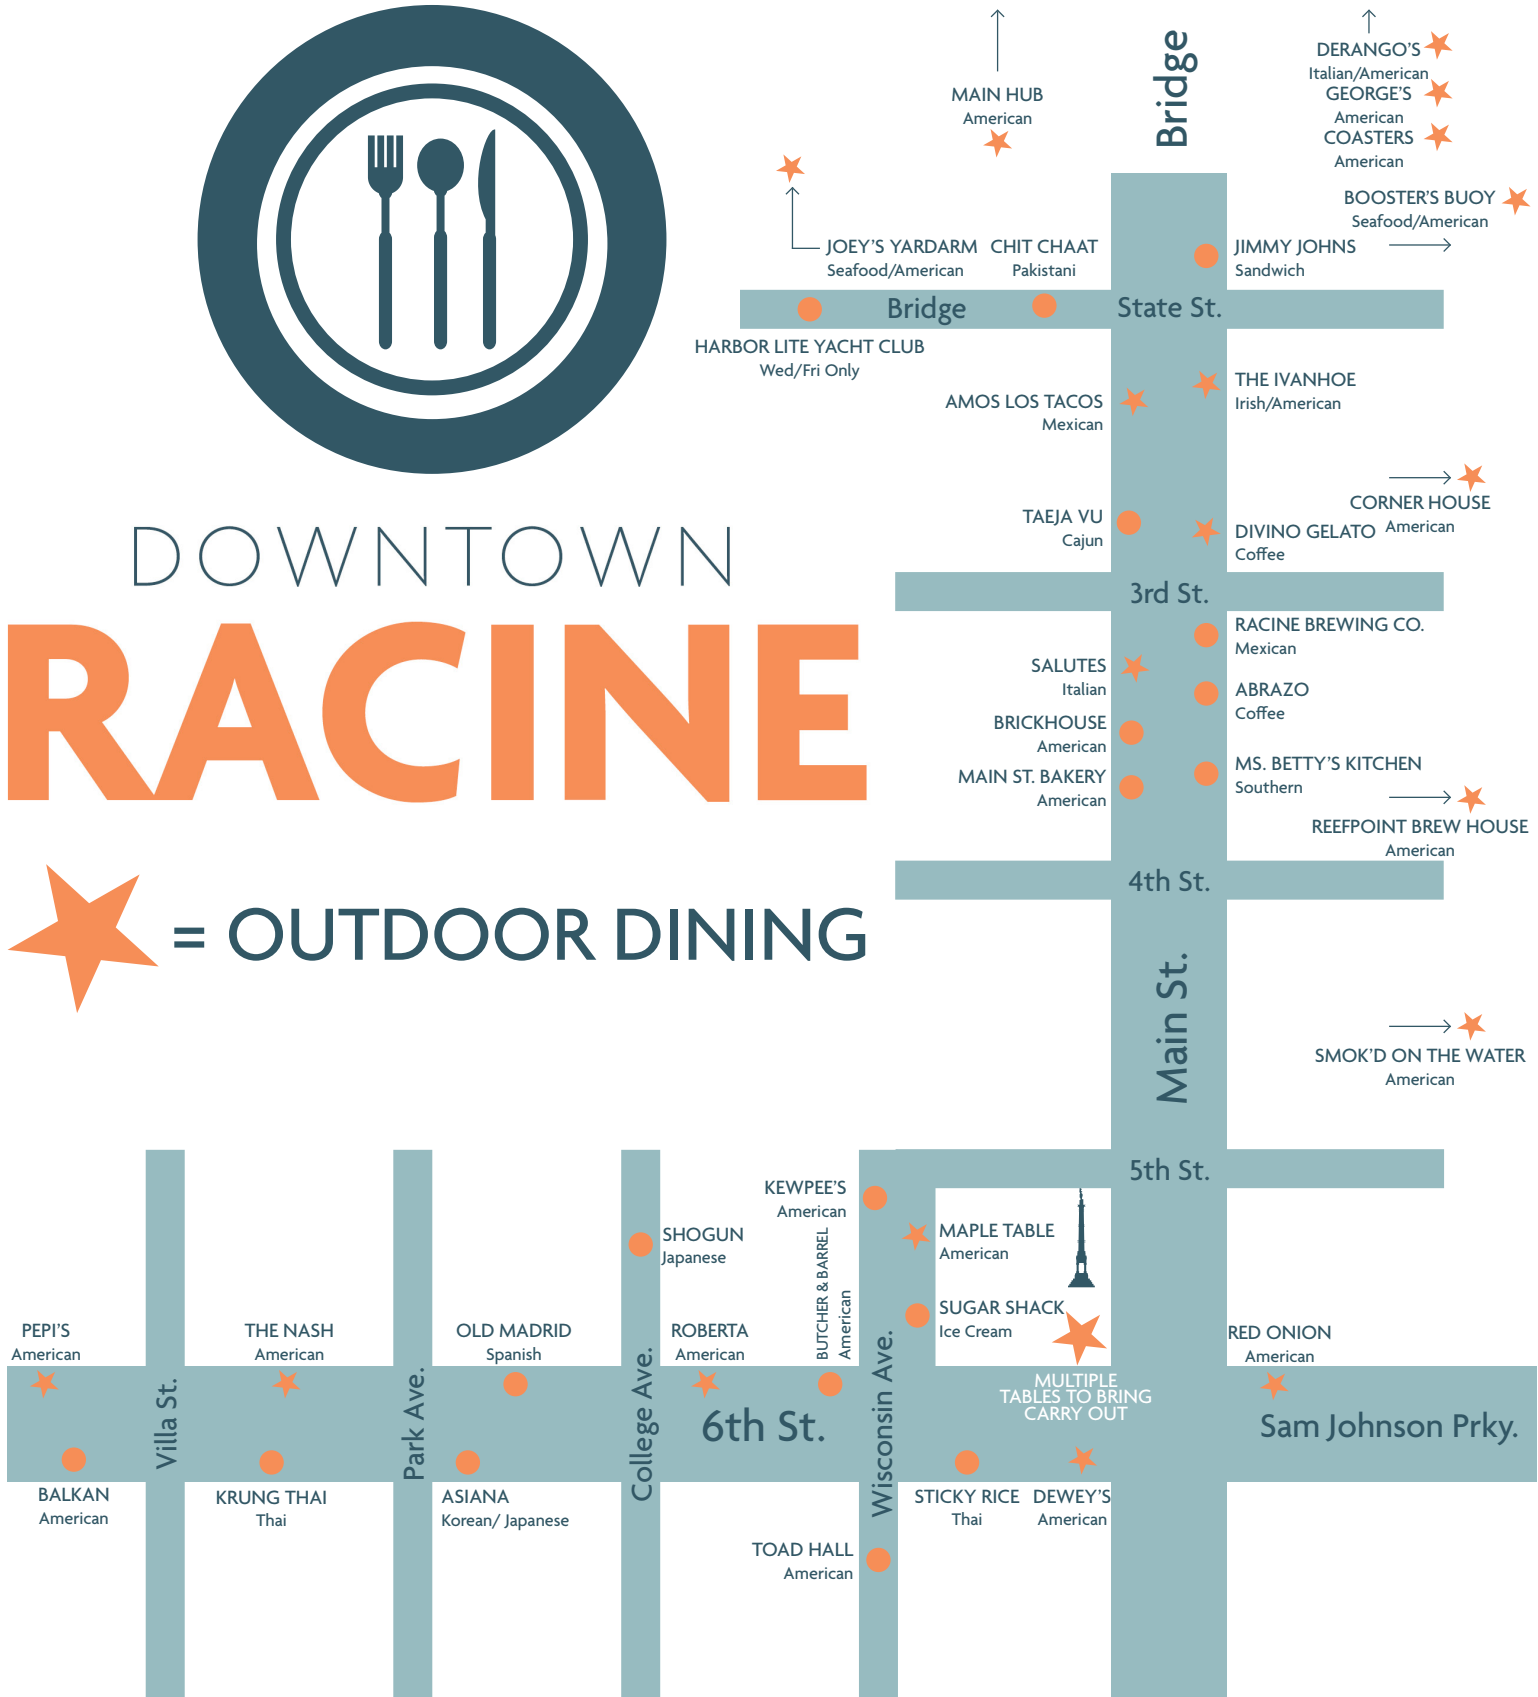 Bridge
DERANGO'S
Italian/American
GEORGE'S
American
COASTERS
American
MAIN HUB
American
BOOSTER'S BUOY
Seafood/American
JOEY'S YARDARM
Seafood/American
CHIT CHAAT
Pakistani
JIMMY JOHNS
Sandwich
Bridge
State St.
HARBOR LITE YACHT CLUB
Wed/Fri Only
THE IVANHOE
Irish/American
AMOS LOS TACOS
Mexican
CORNER HOUSE
American
TAEJA VU
Cajun
DIVINO GELATO
Coffee
DOWNTOWN
RACINE
3rd St.
RACINE BREWING CO.
Mexican
SALUTES
Italian
ABRAZO
Coffee
BRICKHOUSE
American
MS. BETTY'S KITCHEN
Southern
MAIN ST. BAKERY
American
REEFPOINT BREW HOUSE
American
4th St.
= OUTDOOR DINING
Main St.
SMOK'D ON THE WATER
American
5th St.
KEWPEE'S
American
MAPLE TABLE
American
SHOGUN
Japanese
BUTCHER & BARREL
American
SUGAR SHACK
Ice Cream
PEPI'S
American
THE NASH
American
OLD MADRID
Spanish
ROBERTA
American
RED ONION
American
MULTIPLE
TABLES TO BRING
CARRY OUT
Villa St.
Park Ave.
College Ave.
6th St.
Wisconsin Ave.
Sam Johnson Prky.
BALKAN
American
KRUNG THAI
Thai
ASIANA
Korean/ Japanese
STICKY RICE
Thai
DEWEY'S
American
TOAD HALL
American